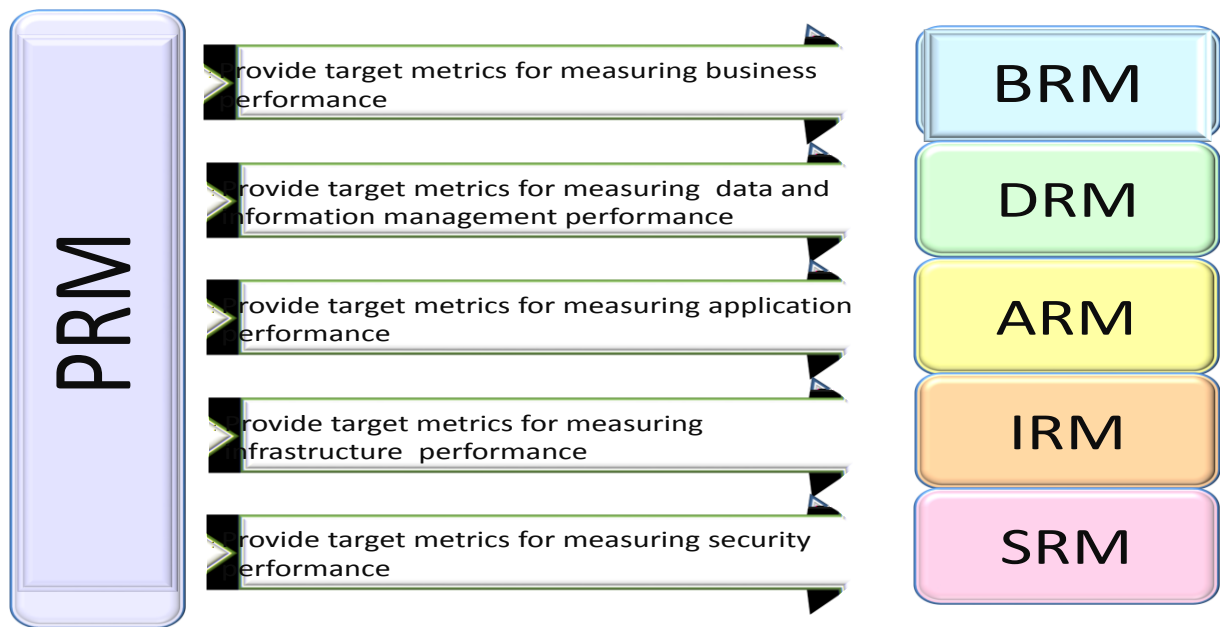 PRM
Provide target metrics for measuring business
performance
BRM
Provide target metrics for measuring  data and
information management performance
DRM
Provide target metrics for measuring application
performance
ARM
Provide target metrics for measuring
infrastructure  performance
IRM
Provide target metrics for measuring security
performance
SRM